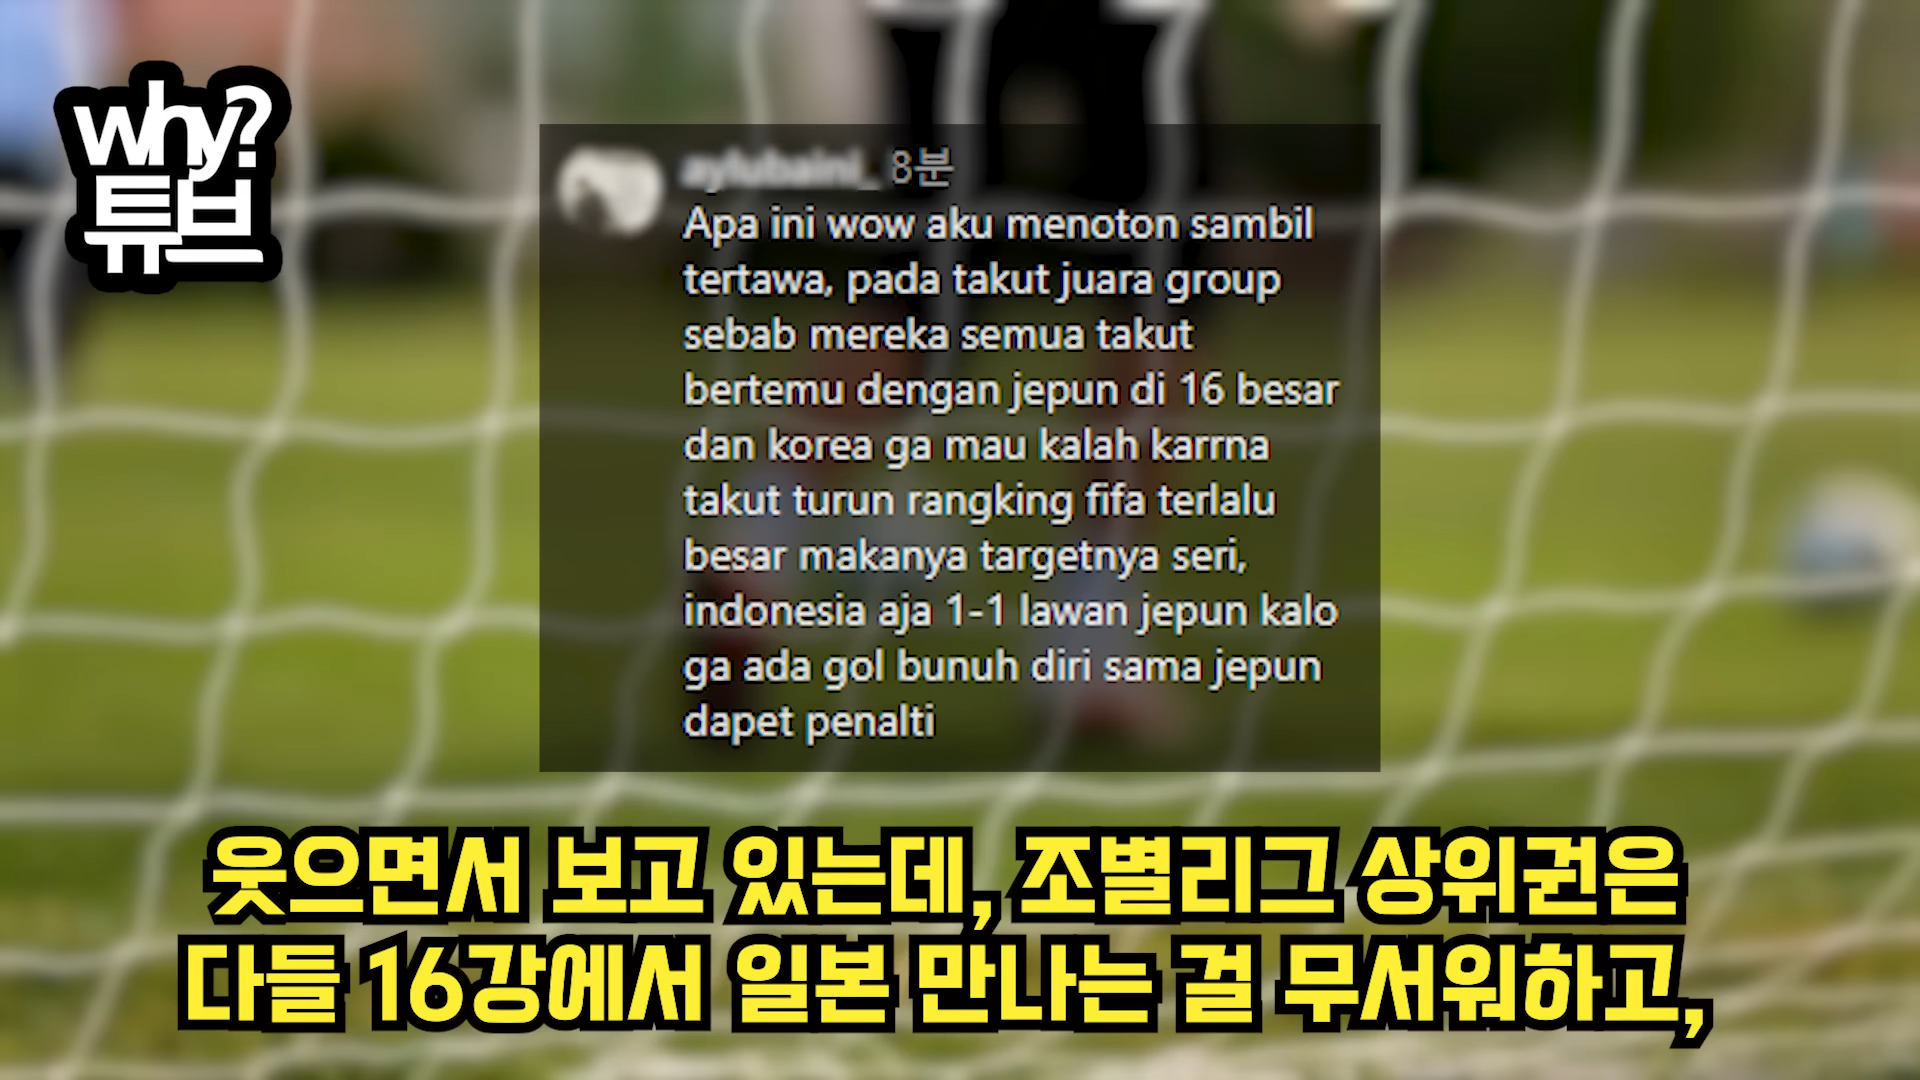 why?
튜브
8분
Apa ini wow aku menoton sambil
tertawa, pada takut juara group
sebab mereka semua takut
bertemu dengan jepun di 16 besar
dan korea ga mau kalah karrna
takut turun rangking fifa terlalu
besar makanya targetnya seri,
indonesia aja 1-1 lawan jepun kalo
ga ada gol bunuh diri sama jepun
dapet penalti
웃으면서 보고 있는데, 조별리그 상위권은
다들 16강에서 일본 만나는 걸 무서워하고,